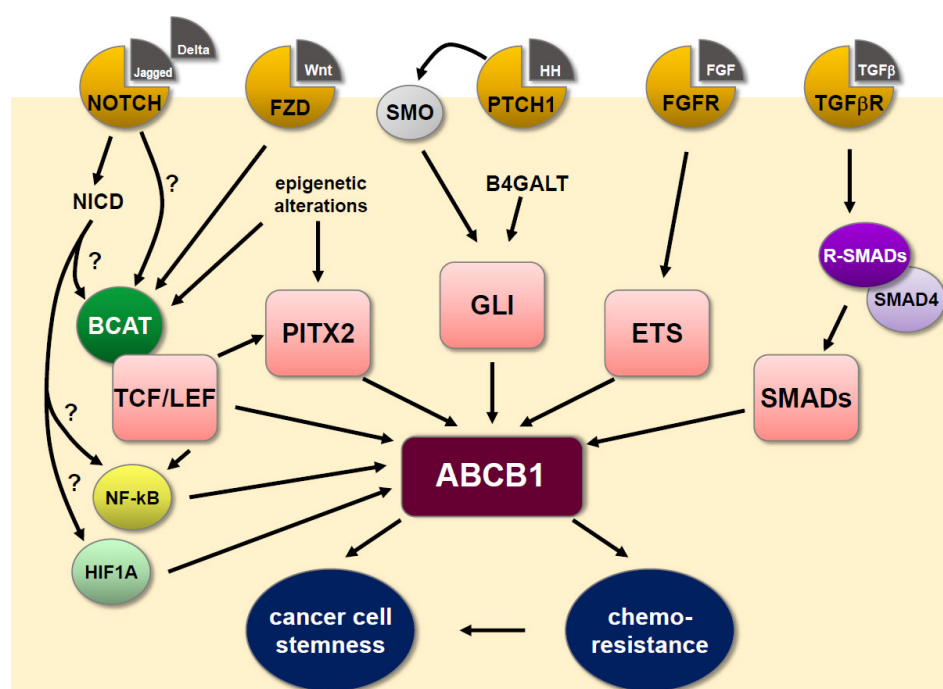 Delta
Jagged
NOTCH
Wnt
FZD
SMO
HH
PTCH1
FGF
FGFR
TGFβ
TGFβR
?
NICD
epigenetic
alterations
B4GALT
?
R-SMADs
SMAD4
BCAT
PITX2
GLI
ETS
TCF/LEF
SMADs
?
ABCB1
?
NF-kB
HIF1A
cancer cell
stemness
chemo-
resistance